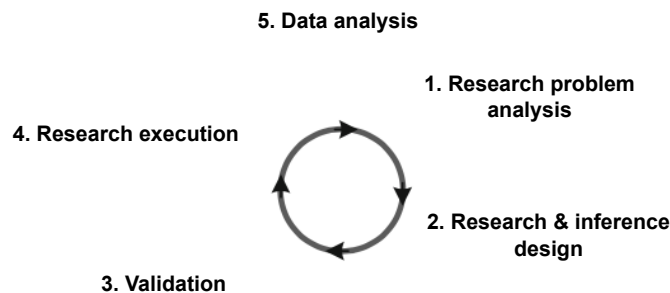 5. Data analysis
1. Research problem
analysis
4. Research execution
2. Research & inference
design
3. Validation